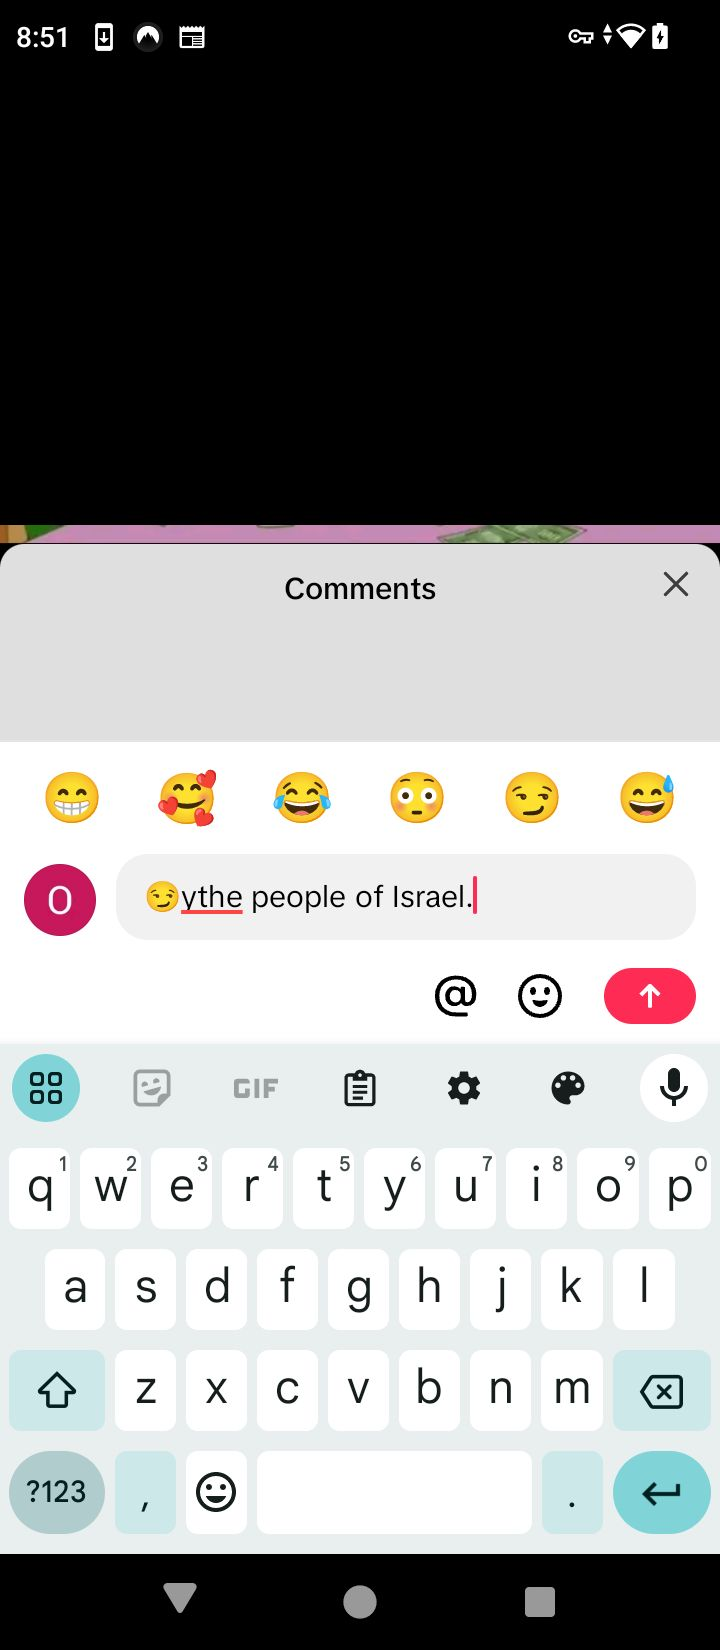 8:51
Comments
O
😏ythe people of Israel.
@
GIF
q1 w2 e3 r4 t5 y6 u7 i8 o9 p0
a s d f g h j k l
z x c v b n m
?123 , .